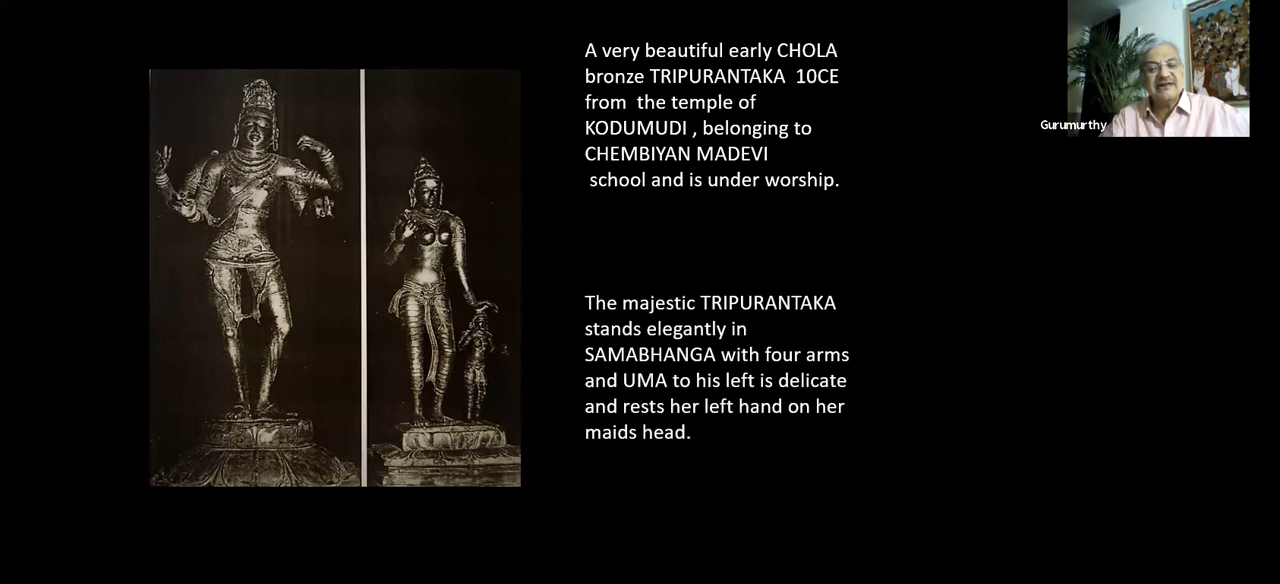 A very beautiful early CHOLA
bronze TRIPURANTAKA 10CE
from the temple of
KODUMUDI , belonging to
CHEMBIYAN MADEVI
school and is under worship.
The majestic TRIPURANTAKA
stands elegantly in
SAMABHANGA with four arms
and UMA to his left is delicate
and rests her left hand on her
maids head.
Gurumurthy